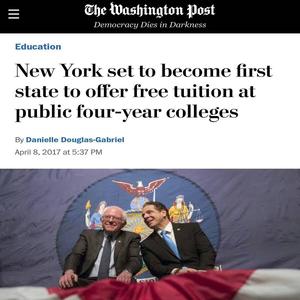 The Washington Post
Democracy Dies in Darkness
Education
New York set to become first
state to offer free tuition at
public four-year colleges
By Danielle Douglas-Gabriel
April 8, 2017 at 5:37 PM